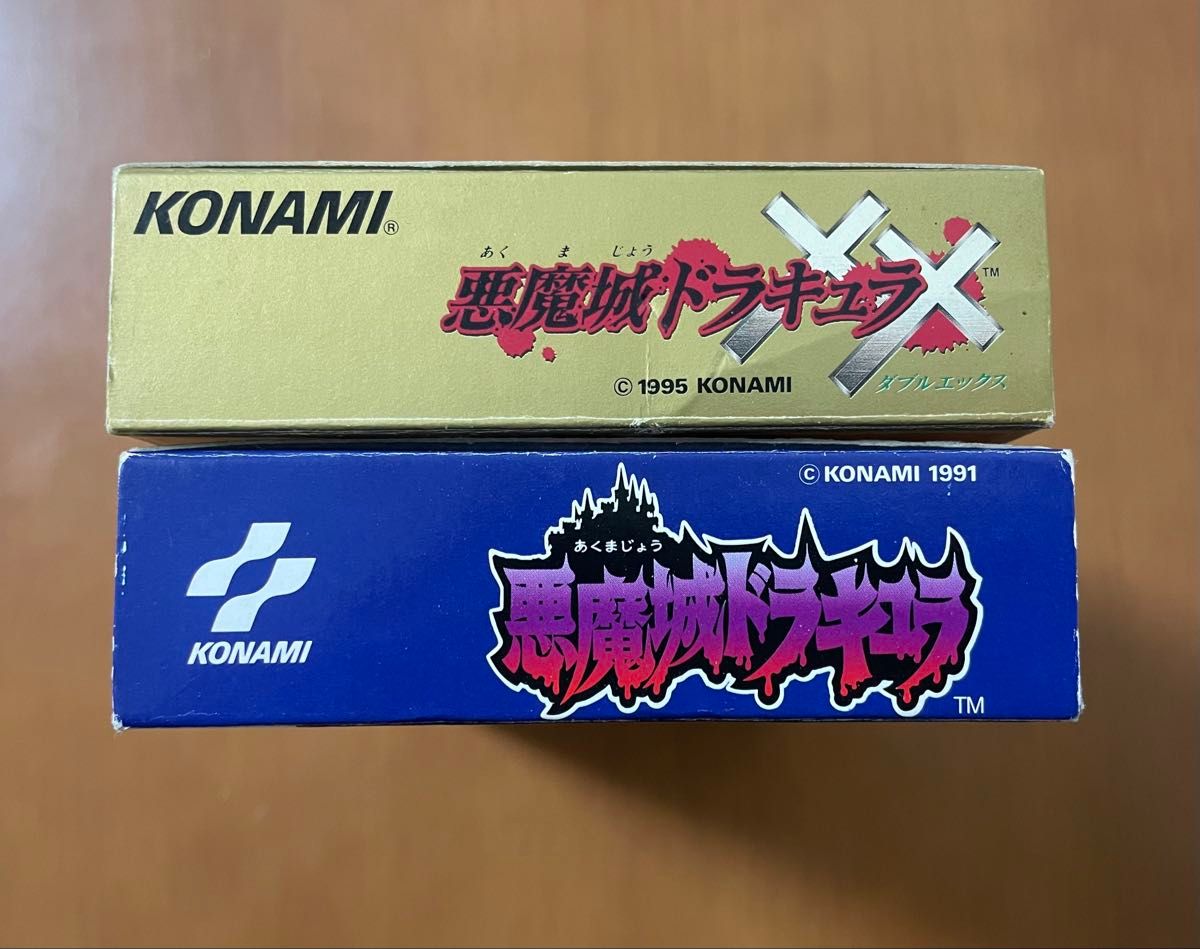 KONAMI®
あくまじょう
悪魔城ドラキュラXX™
© 1995 KONAMI
ダブルエックス
© KONAMI 1991
あくまじょう
悪魔城ドラキュラ
KONAMI
TM